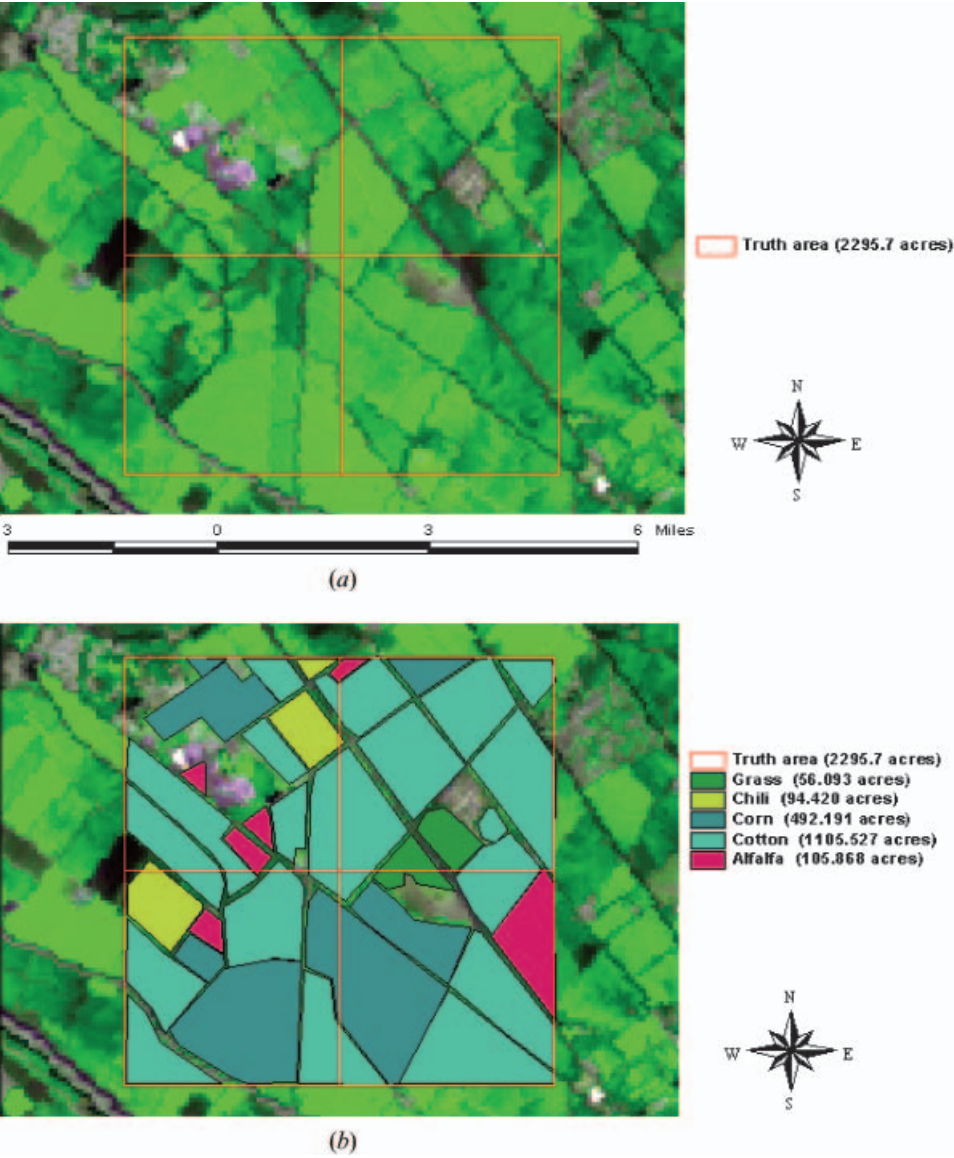 Truth area (2295.7 acres)
N
W E
S
3 0 3 6 Miles
(a)
Truth area (2295.7 acres)
Grass (56.093 acres)
Chili (94.420 acres)
Corn (492.191 acres)
Cotton (1105.527 acres)
Alfalfa (105.868 acres)
N
W E
S
(b)